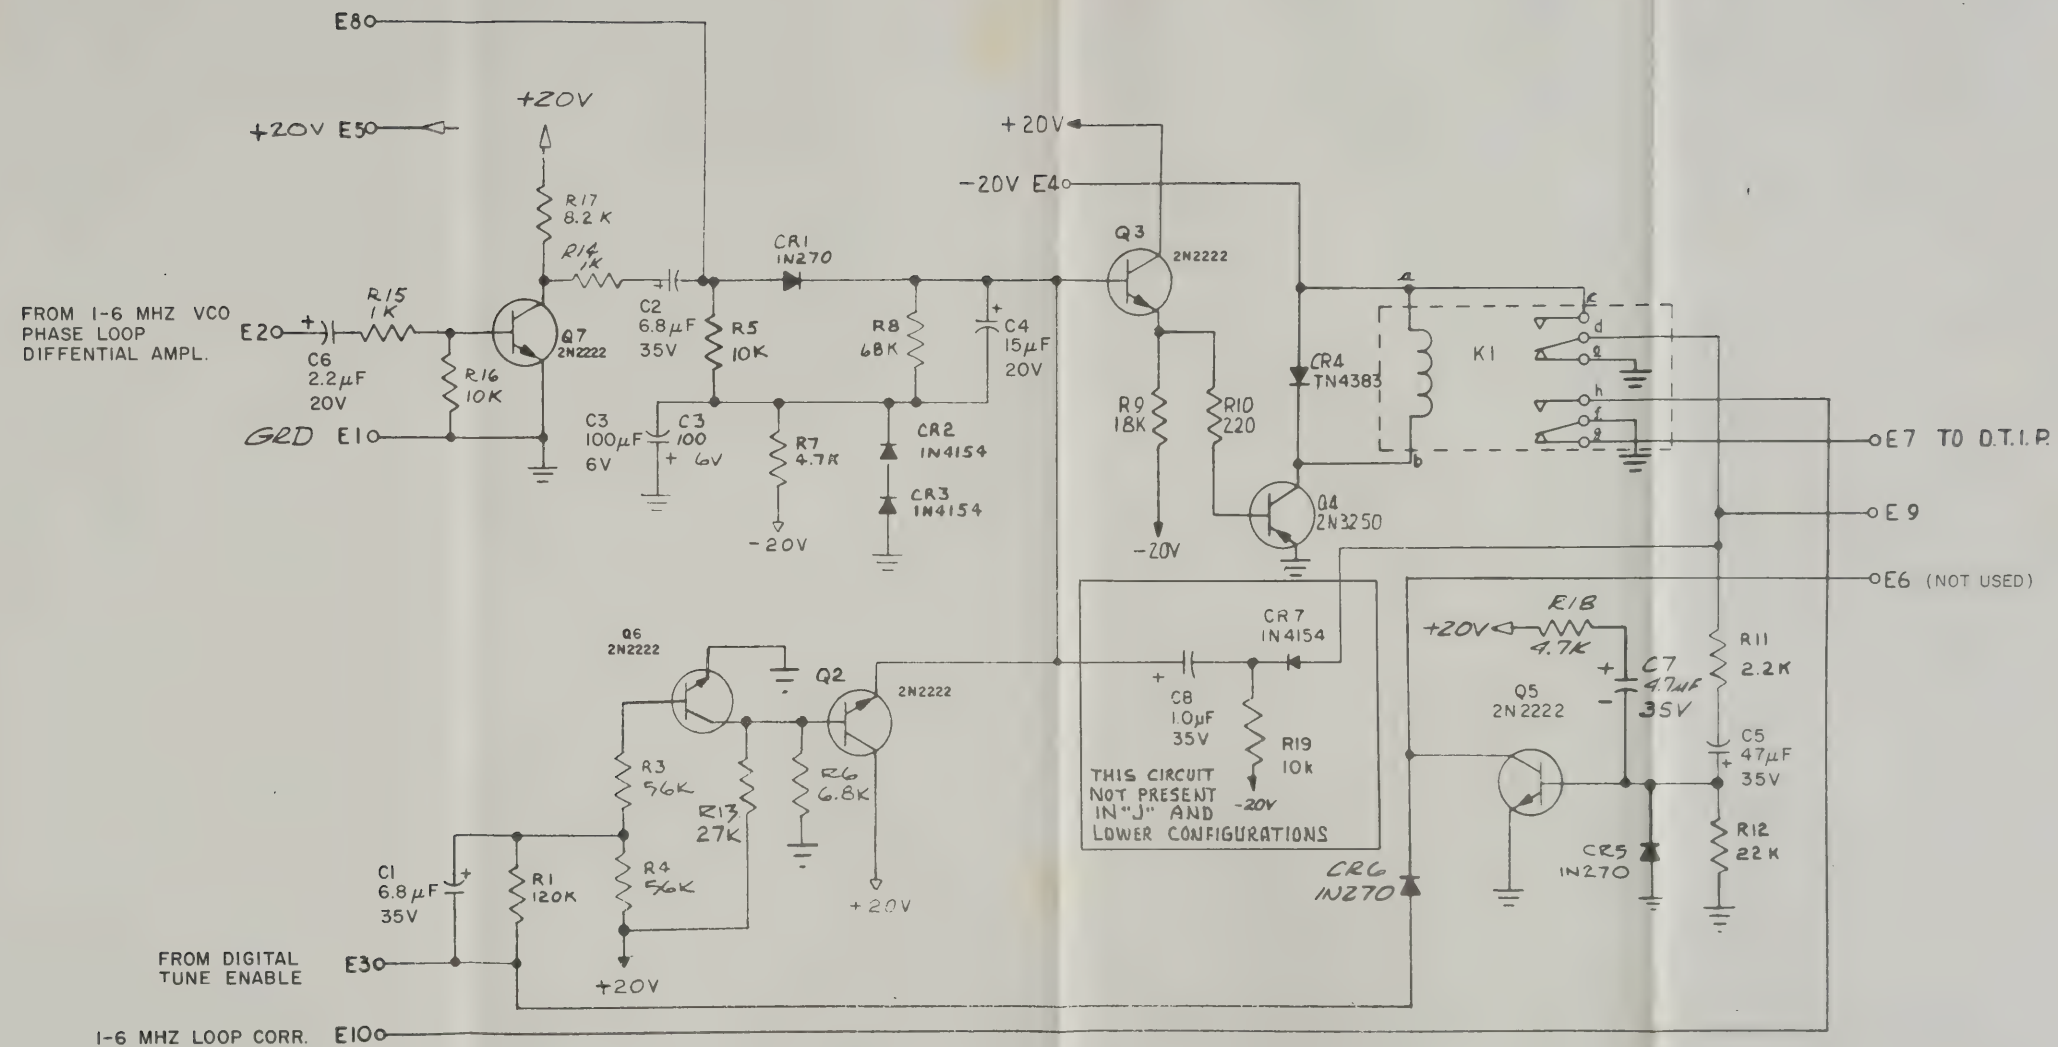 E8
+20V
+20V E5
R17
8.2K
R14
1K
FROM 1-6 MHZ VCO
PHASE LOOP
DIFFENTIAL AMPL.
E2
+
C6
2.2µF
20V
R15
1K
R16
10K
Q7
2N2222
GRD E1
+
C2
6.8µF
35V
R5
10K
CR1
1N270
R8
68K
+
C4
15µF
20V
C3
100µF
6V
C3
100
+ 6V
R7
4.7K
-20V
CR2
1N4154
CR3
1N4154
+20V
-20V E4
Q3
2N2222
R9
18K
-20V
R10
220
CR4
TN4383
Q4
2N3250
a
b
K1
c
d
e
h
f
g
E7 TO D.T.I.P.
E9
E6 (NOT USED)
Q6
2N2222
Q2
2N2222
R3
56K
R13
27K
R6
6.8K
R4
56K
+20V
+20V
C1
6.8µF
35V
+
R1
120K
FROM DIGITAL
TUNE ENABLE
E3
1-6 MHZ LOOP CORR. E10
CR7
1N4154
+
C8
1.0µF
35V
R19
10K
-20V
THIS CIRCUIT
NOT PRESENT
IN "J" AND
LOWER CONFIGURATIONS
+20V
R18
4.7K
+
-
C7
4.7µF
35V
Q5
2N2222
R11
2.2K
C5
47µF
+
35V
CR5
1N270
R12
22K
CR6
1N270